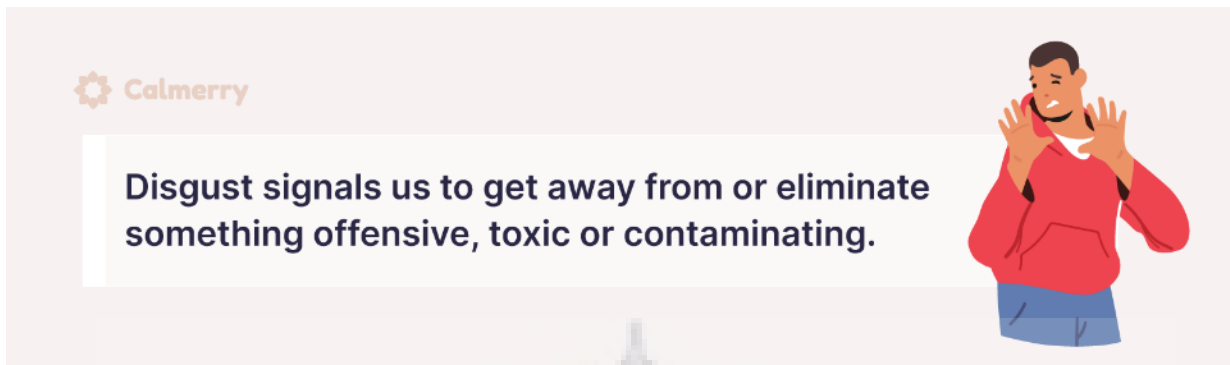 Calmerry
Disgust signals us to get away from or eliminate
something offensive, toxic or contaminating.